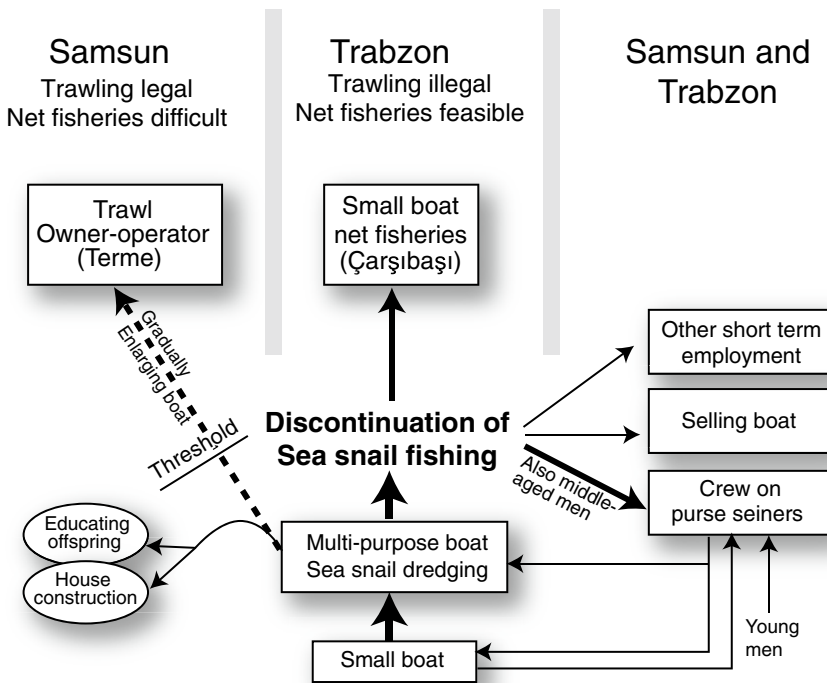 Samsun
Trawling legal
Net fisheries difficult
Trabzon
Trawling illegal
Net fisheries feasible
Samsun and
Trabzon
Trawl
Owner-operator
(Terme)
Small boat
net fisheries
(Çarşıbaşı)
Gradually
Enlarging boat
Threshold
Other short term
employment
Selling boat
Crew on
purse seiners
Discontinuation of
Sea snail fishing
Also middle-
aged men
Educating
offspring
House
construction
Multi-purpose boat
Sea snail dredging
Small boat
Young
men